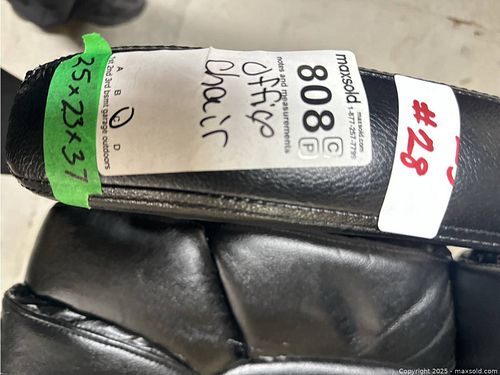 maxsold
maxsold.com
1-877-257-7790
808
C
P
notes and measurements
office
chair
A B C D
1st 2nd 3rd bsmt garage outdoors
25x23x37
#28
Copyright 2025 - maxsold.com